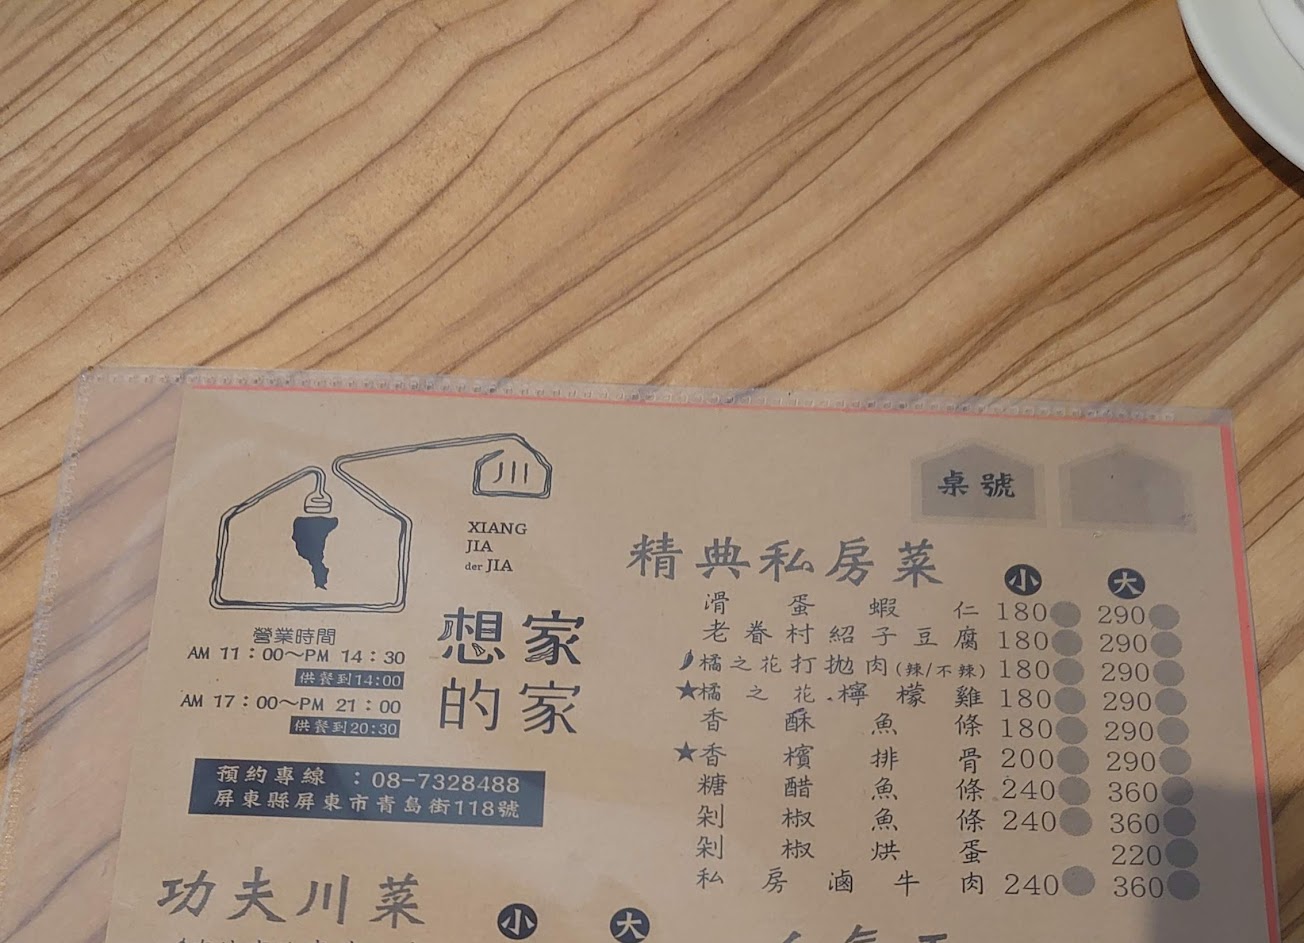 川
XIANG
JIA
der JIA
想家
的家
營業時間
AM 11：00～PM 14：30
供餐到14:00
AM 17：00～PM 21：00
供餐到20:30
預約專線 ：08-7328488
屏東縣屏東市青島街118號
桌號
精典私房菜 小 大
滑蛋蝦仁 180 290
老眷村紹子豆腐 180 290
橘之花打拋肉(辣/不辣) 180 290
★橘之花檸檬雞 180 290
香酥魚條 180 290
★香檳排骨 200 290
糖醋魚條 240 360
剁椒魚條 240 360
剁椒烘蛋 220
私房滷牛肉 240 360
功夫川菜 小 大